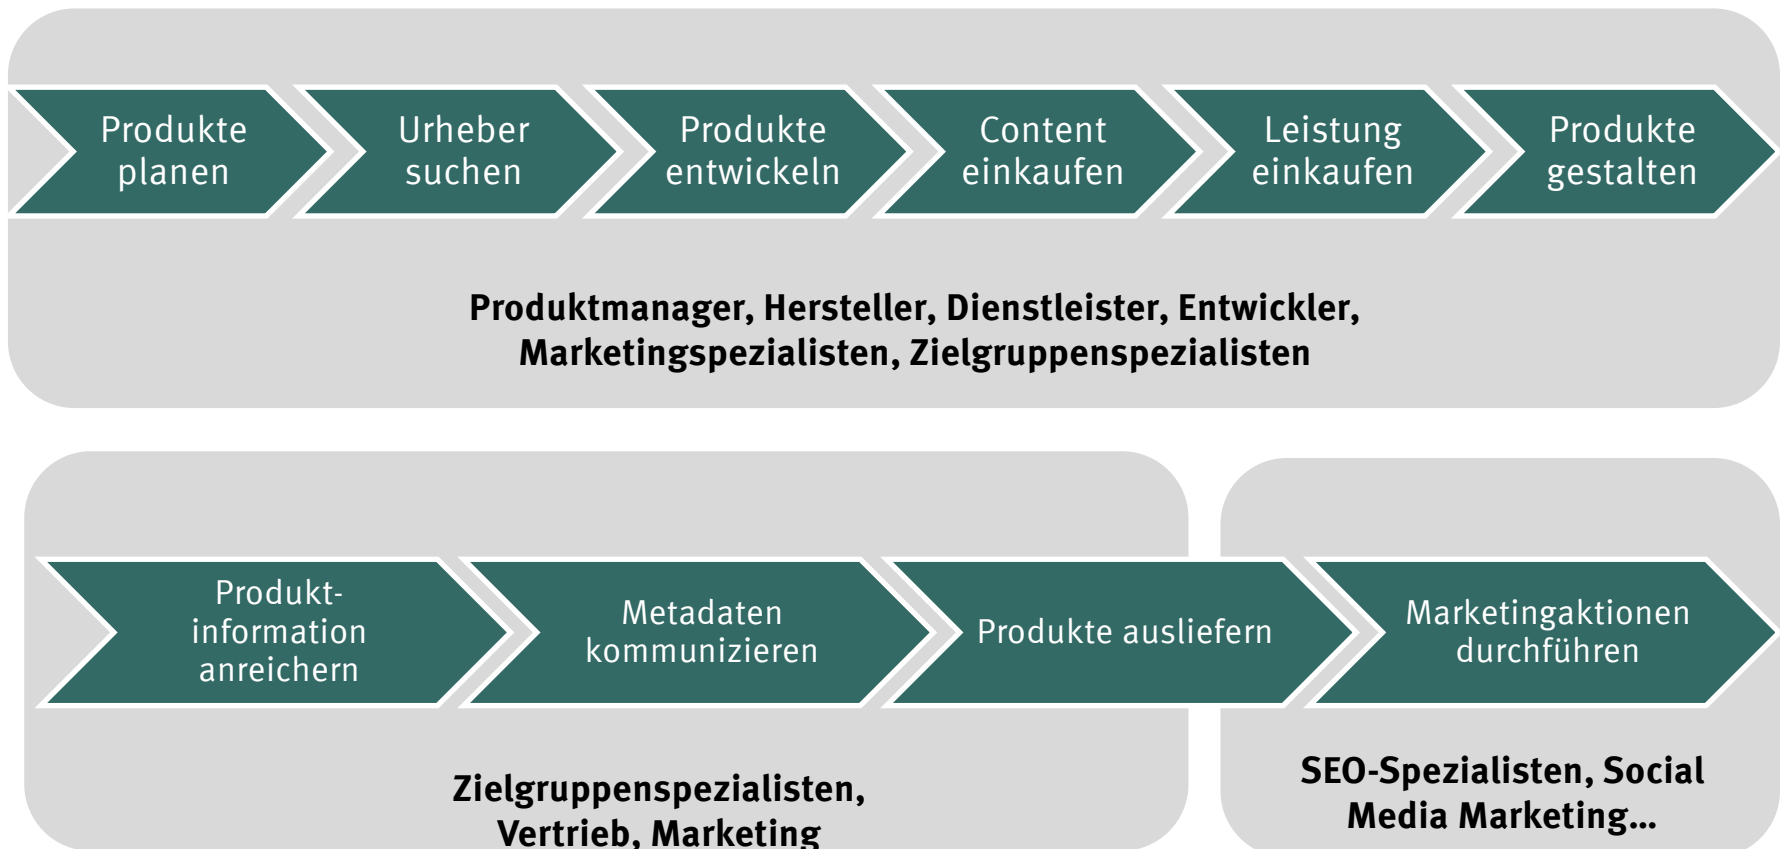 Produkte
planen
Urheber
suchen
Produkte
entwickeln
Content
einkaufen
Leistung
einkaufen
Produkte
gestalten
Produktmanager, Hersteller, Dienstleister, Entwickler,
Marketingspezialisten, Zielgruppenspezialisten
Produkt-
information
anreichern
Metadaten
kommunizieren
Produkte ausliefern
Marketingaktionen
durchführen
Zielgruppenspezialisten,
Vertrieb, Marketing
SEO-Spezialisten, Social
Media Marketing...